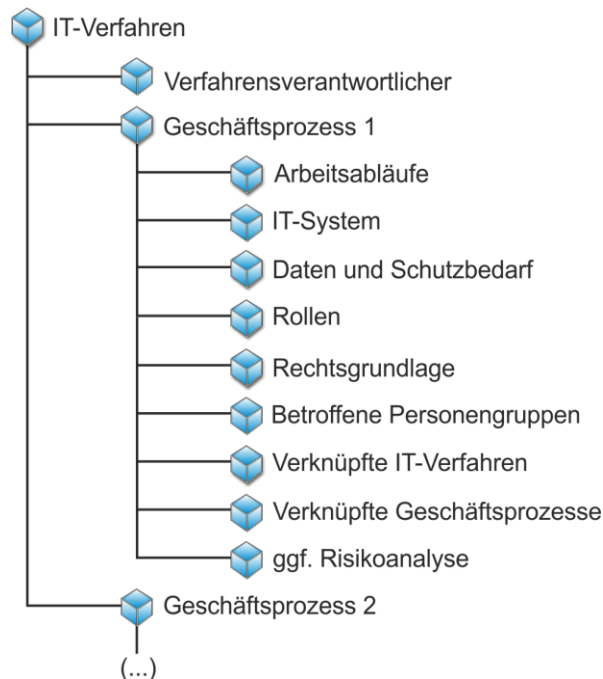 IT-Verfahren
Verfahrensverantwortlicher
Geschäftsprozess 1
Arbeitsabläufe
IT-System
Daten und Schutzbedarf
Rollen
Rechtsgrundlage
Betroffene Personengruppen
Verknüpfte IT-Verfahren
Verknüpfte Geschäftsprozesse
ggf. Risikoanalyse
Geschäftsprozess 2
(...)